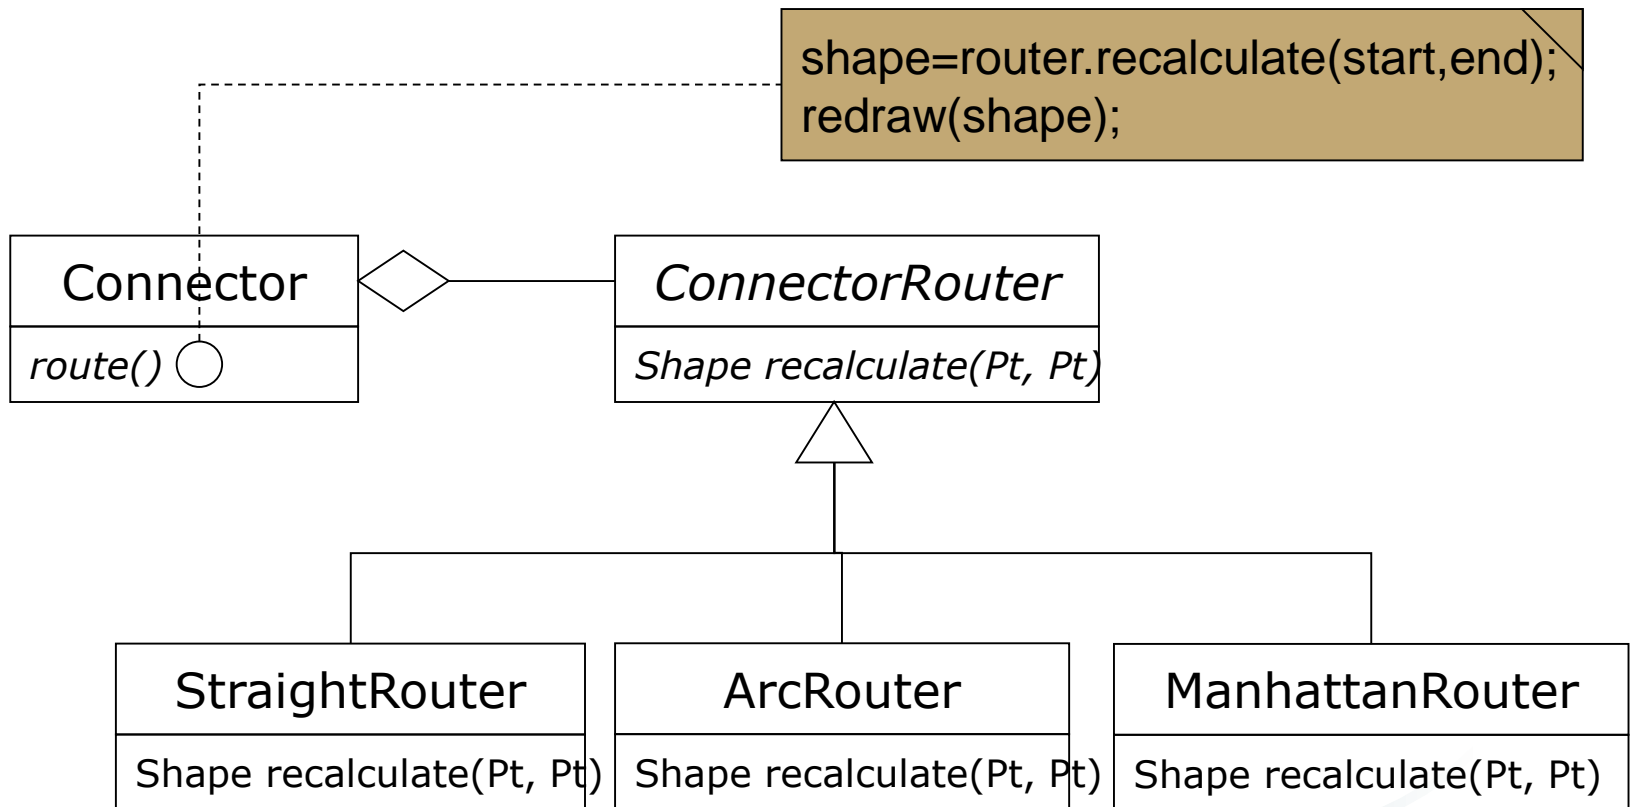 shape=router.recalculate(start,end);
redraw(shape);
Connector
route()
ConnectorRouter
Shape recalculate(Pt, Pt)
StraightRouter
Shape recalculate(Pt, Pt)
ArcRouter
Shape recalculate(Pt, Pt)
ManhattanRouter
Shape recalculate(Pt, Pt)